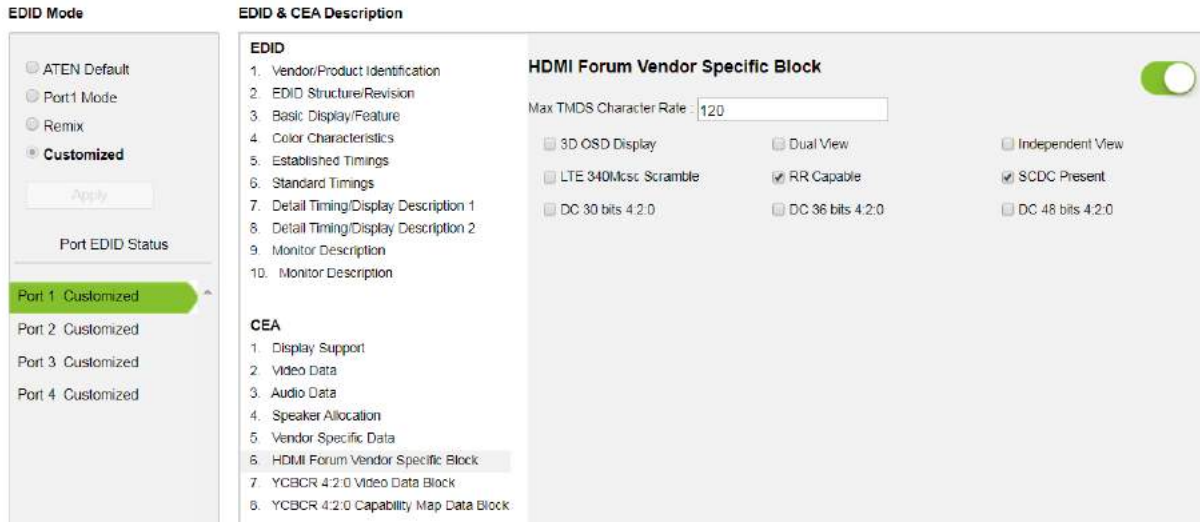 EDID Mode
ATEN Default
Port1 Mode
Remix
Customized
Apply
Port EDID Status
Port 1 Customized
Port 2 Customized
Port 3 Customized
Port 4 Customized
EDID & CEA Description
EDID
1. Vendor/Product Identification
2. EDID Structure/Revision
3. Basic Display/Feature
4. Color Characteristics
5. Established Timings
6. Standard Timings
7. Detail Timing/Display Description 1
8. Detail Timing/Display Description 2
9. Monitor Description
10. Monitor Description
CEA
1. Display Support
2. Video Data
3. Audio Data
4. Speaker Allocation
5. Vendor Specific Data
6. HDMI Forum Vendor Specific Block
7. YCBCR 4:2:0 Video Data Block
8. YCBCR 4:2:0 Capability Map Data Block
HDMI Forum Vendor Specific Block
Max TMDS Character Rate : 120
3D OSD Display Dual View Independent View
LTE 340Mcsc Scramble RR Capable SCDC Present
DC 30 bits 4:2:0 DC 36 bits 4:2:0 DC 48 bits 4:2:0